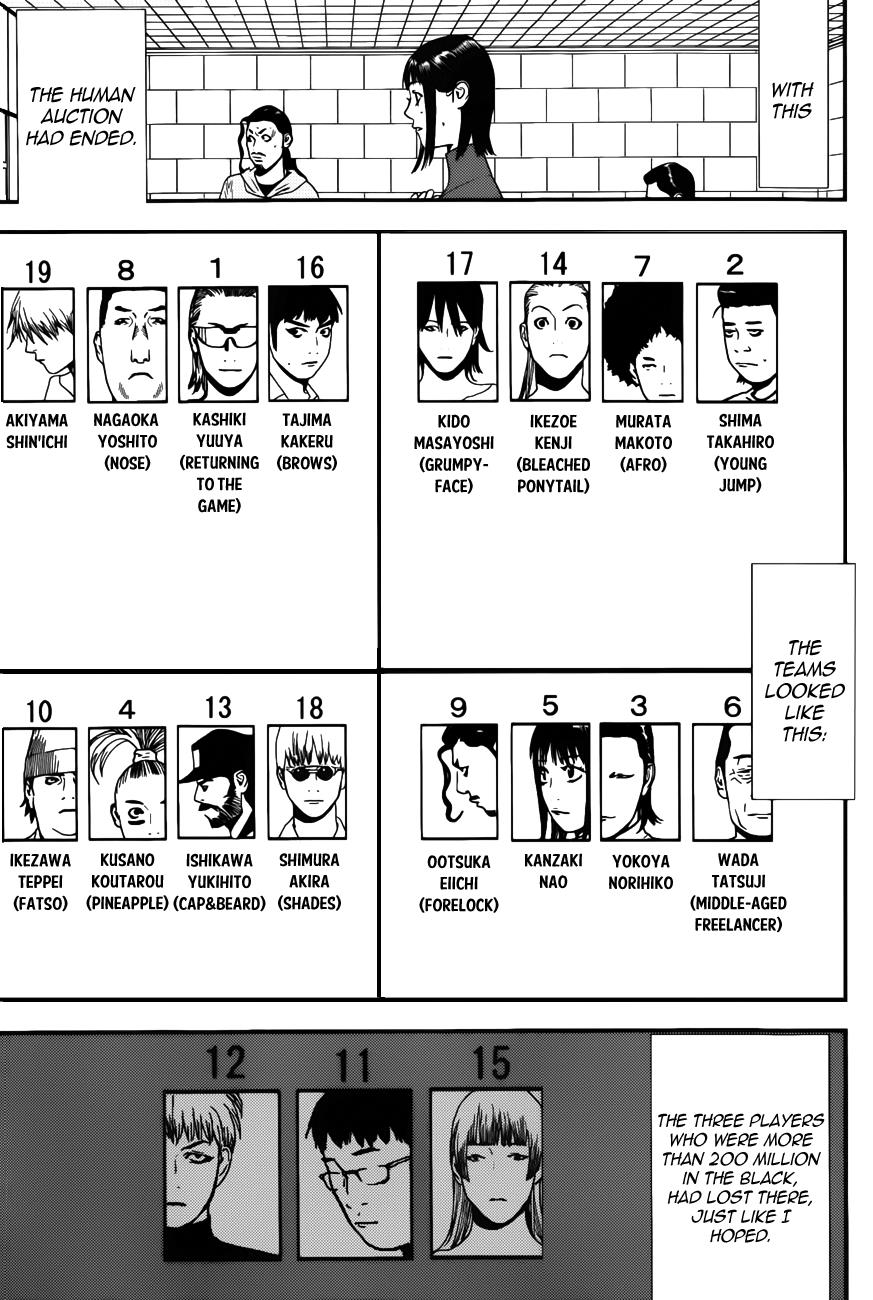 WITH
THIS
THE HUMAN
AUCTION
HAD ENDED.
2
SHIMA
TAKAHIRO
(YOUNG
JUMP)
7
MURATA
MAKOTO
(AFRO)
14
IKEZOE
KENJI
(BLEACHED
PONYTAIL)
17
KIDO
MASAYOSHI
(GRUMPY-
FACE)
16
TAJIMA
KAKERU
(BROWS)
1
KASHIKI
YUUYA
(RETURNING
TO THE
GAME)
8
NAGAOKA
YOSHITO
(NOSE)
19
AKIYAMA
SHIN'ICHI
THE
TEAMS
LOOKED
LIKE
THIS:
6
WADA
TATSUJI
(MIDDLE-AGED
FREELANCER)
3
YOKOYA
NORIHIKO
5
KANZAKI
NAO
9
OOTSUKA
EIICHI
(FORELOCK)
18
SHIMURA
AKIRA
(SHADES)
13
ISHIKAWA
YUKIHITO
(CAP&BEARD)
4
KUSANO
KOUTAROU
(PINEAPPLE)
10
IKEZAWA
TEPPEI
(FATSO)
THE THREE PLAYERS
WHO WERE MORE
THAN 200 MILLION
IN THE BLACK,
HAD LOST THERE,
JUST LIKE I
HOPED.
15
11
12